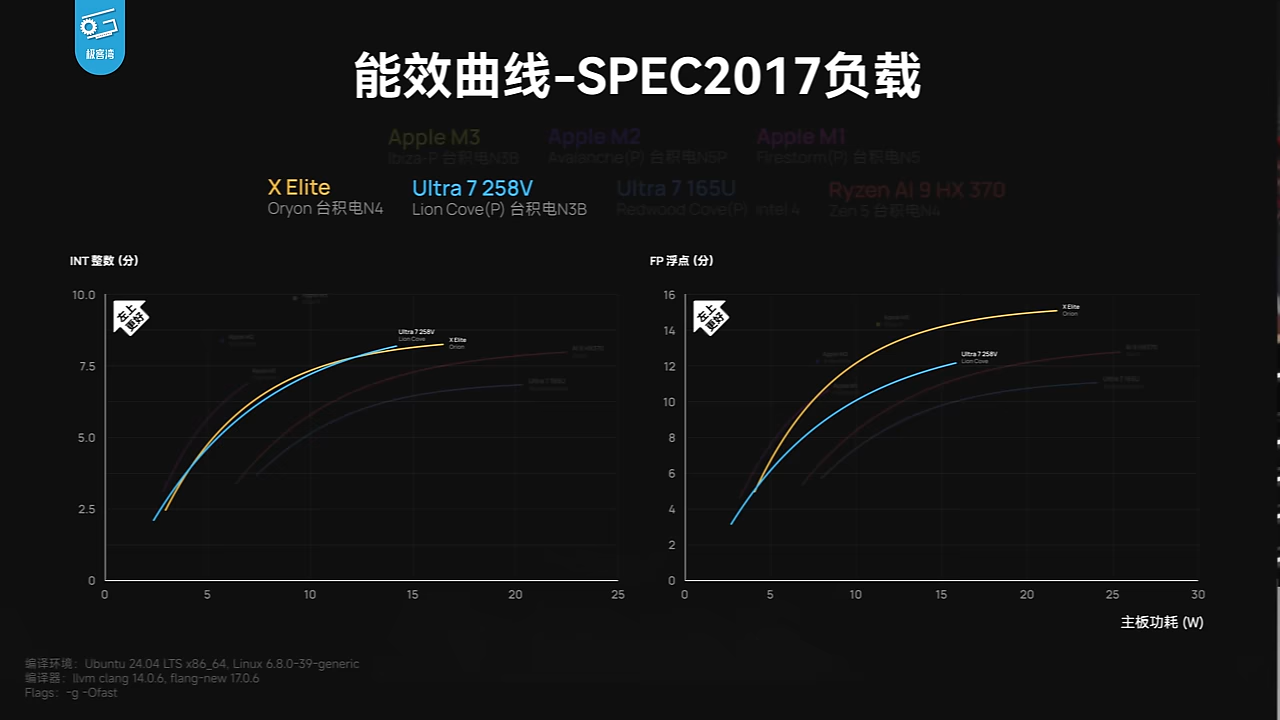 极客湾
能效曲线-SPEC2017负载
Apple M3 Apple M2 Apple M1
Ibiza-P 台积电N3B Avalanche(P) 台积电N5P Firestorm(P) 台积电N5
X Elite Ultra 7 258V Ultra 7 165U Ryzen AI 9 HX 370
Oryon 台积电N4 Lion Cove(P) 台积电N3B Redwood Cove(P) intel 4 Zen 5 台积电N4
INT 整数 (分)
10.0
7.5
5.0
2.5
0
0 5 10 15 20 25
左上
更好
Ultra 7 258V
Lion Cove
X Elite
Orion
Ultra 7 165U
FP 浮点 (分)
16
14
12
10
8
6
4
2
0
0 5 10 15 20 25 30
左上
更好
X Elite
Orion
Ultra 7 258V
Lion Cove
Ultra 7 165U
主板功耗 (W)
编译环境：Ubuntu 24.04 LTS x86_64, Linux 6.8.0-39-generic
编译器：llvm clang 14.0.6, flang-new 17.0.6
Flags：-g -Ofast